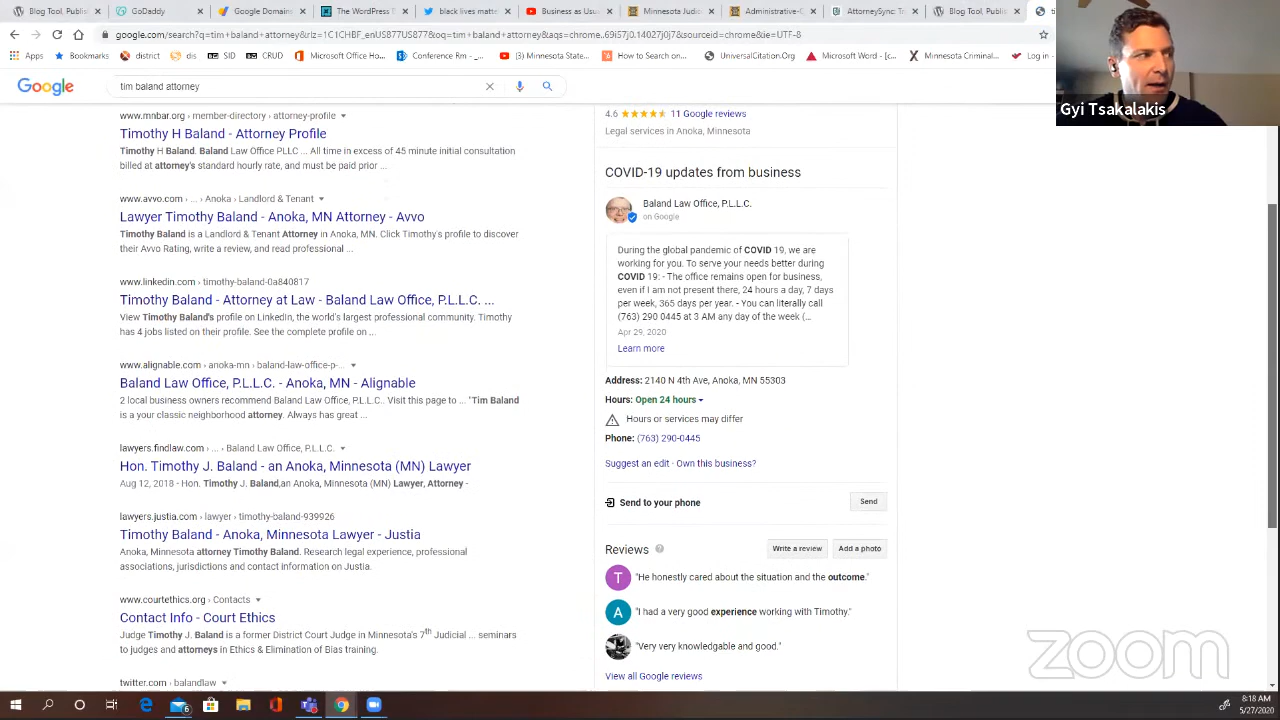 Blog Tool, Publis
GoDaddy
Google Domains
The WYSIWYG T
black lives matt
Business as Usu
Minnesota Judic
Administrative-O
AttorneySync: Tr
Blog Tool, Publi
DIS
google.com/search?q=tim+baland+attorney&rlz=1C1CHBF_enUS877US877&oq=tim+baland+attorney&aqs=chrome..69i57j0.14027j0j7&sourceid=chrome&ie=UTF-8
Apps
Bookmarks
district
dis
SB
CRUD
Microsoft Office Ho...
Conference Rm - _...
(3) Minnesota State...
How to Search on...
UniversalCitation.Org
Microsoft Word - [c...
Minnesota Criminal...
Log in -
Google
tim baland attorney
Gyi Tsakalakis
www.mnbar.org › member-directory › attorney-profile
Timothy H Baland - Attorney Profile
Timothy H Baland. Baland Law Office PLLC ... All time in excess of 45 minute initial consultation
billed at attorney's standard hourly rate, and must be paid prior ...
www.avvo.com › ... › Anoka › Landlord & Tenant
Lawyer Timothy Baland - Anoka, MN Attorney - Avvo
Timothy Baland is a Landlord & Tenant Attorney in Anoka, MN. Click Timothy's profile to discover
their Avvo Rating, write a review, and read professional ...
www.linkedin.com › timothy-baland-0a840817
Timothy Baland - Attorney at Law - Baland Law Office, P.L.L.C. ...
View Timothy Baland's profile on LinkedIn, the world's largest professional community. Timothy
has 4 jobs listed on their profile. See the complete profile on ...
www.alignable.com › anoka-mn › baland-law-office-p-...
Baland Law Office, P.L.L.C. - Anoka, MN - Alignable
2 local business owners recommend Baland Law Office, P.L.L.C.. Visit this page to ... "Tim Baland
is a your classic neighborhood attorney. Always has great ...
lawyers.findlaw.com › ... › Baland Law Office, P.L.L.C.
Hon. Timothy J. Baland - an Anoka, Minnesota (MN) Lawyer
Aug 12, 2018 - Hon. Timothy J. Baland,an Anoka, Minnesota (MN) Lawyer, Attorney -
lawyers.justia.com › lawyer › timothy-baland-939926
Timothy Baland - Anoka, Minnesota Lawyer - Justia
Anoka, Minnesota attorney Timothy Baland. Research legal experience, professional
associations, jurisdictions and contact information on Justia.
www.courtethics.org › Contacts
Contact Info - Court Ethics
Judge Timothy J. Baland is a former District Court Judge in Minnesota's 7th Judicial ... seminars
to judges and attorneys in Ethics & Elimination of Bias training.
twitter.com › balandlaw
4.6 11 Google reviews
Legal services in Anoka, Minnesota
COVID-19 updates from business
Baland Law Office, P.L.L.C.
on Google
During the global pandemic of COVID 19, we are
working for you. To serve your needs better during
COVID 19: - The office remains open for business,
even if I am not present there, 24 hours a day, 7 days
per week, 365 days per year. - You can literally call
(763) 290 0445 at 3 AM any day of the week (...
Apr 29, 2020
Learn more
Address: 2140 N 4th Ave, Anoka, MN 55303
Hours: Open 24 hours
Hours or services may differ
Phone: (763) 290-0445
Suggest an edit · Own this business?
Send to your phone
Send
Reviews
Write a review
Add a photo
T
"He honestly cared about the situation and the outcome."
A
"I had a very good experience working with Timothy."
"Very very knowledgable and good."
View all Google reviews
zoom
8:18 AM
5/27/2020